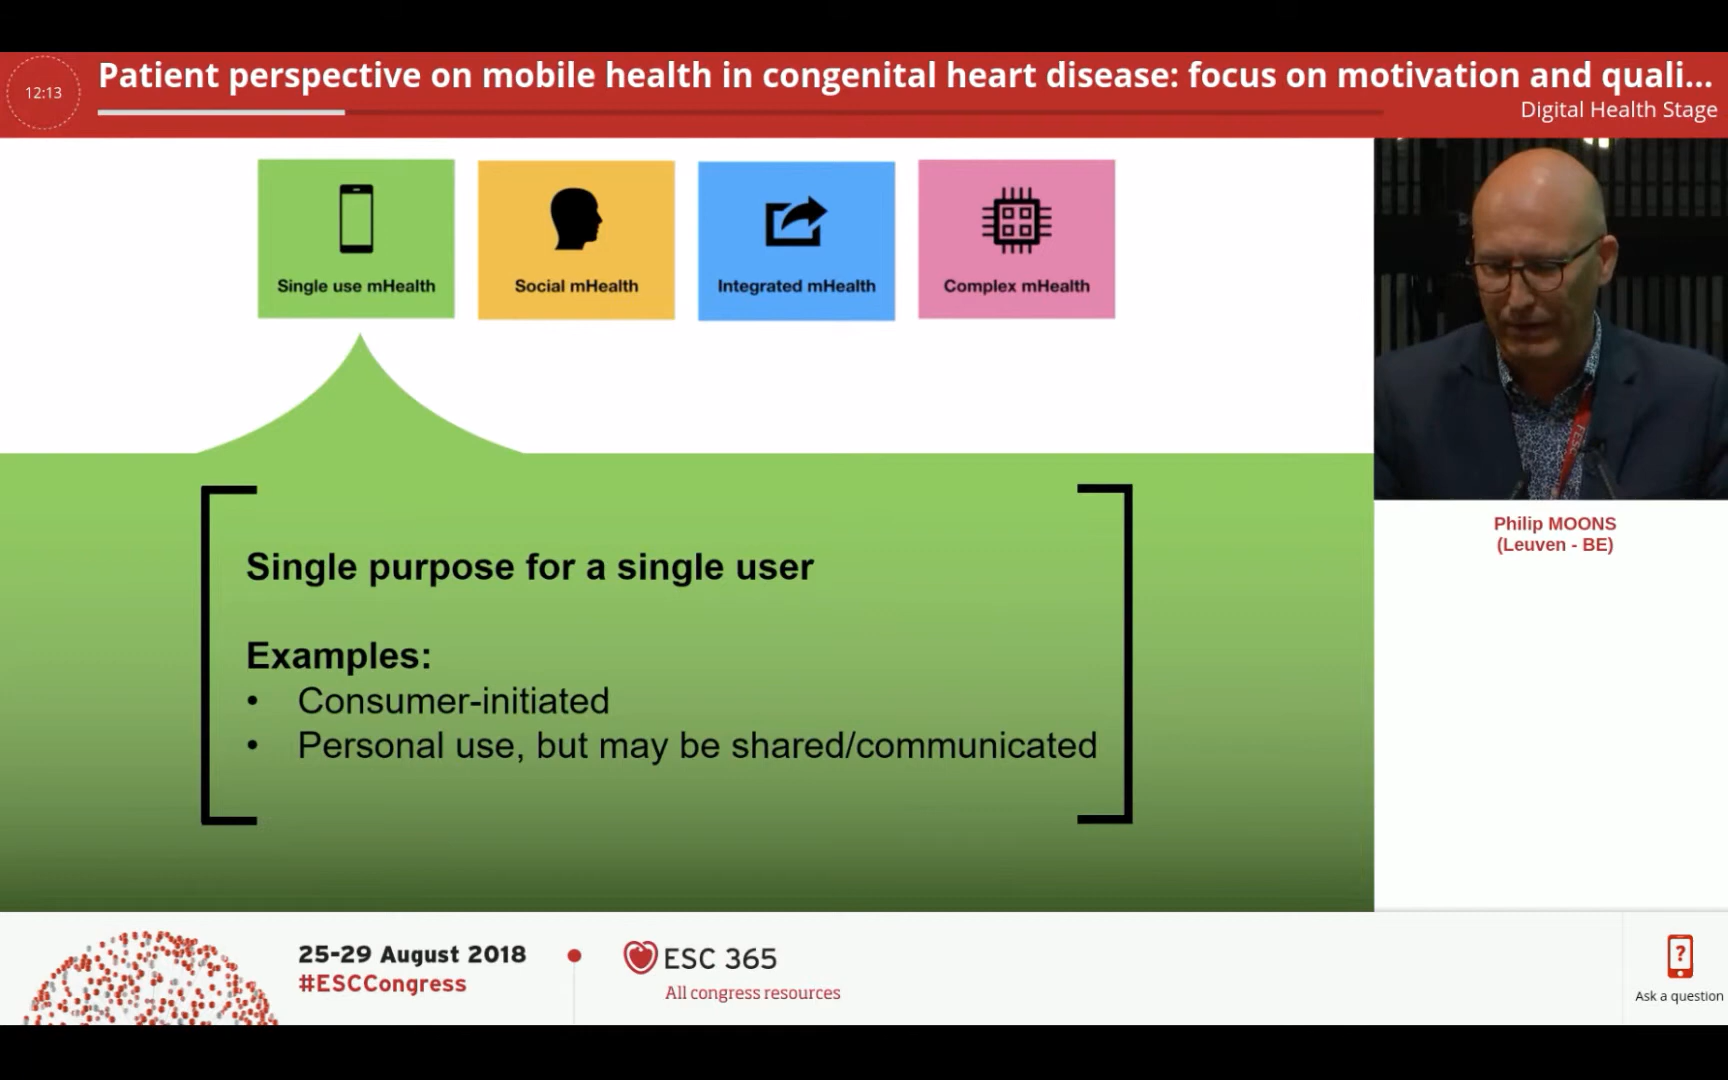 12:13
Patient perspective on mobile health in congenital heart disease: focus on motivation and quali...
Digital Health Stage
Single use mHealth
Social mHealth
Integrated mHealth
Complex mHealth
Single purpose for a single user
Examples:
• Consumer-initiated
• Personal use, but may be shared/communicated
FESC
Philip MOONS
(Leuven - BE)
25-29 August 2018
#ESCCongress
ESC 365
All congress resources
?
Ask a question